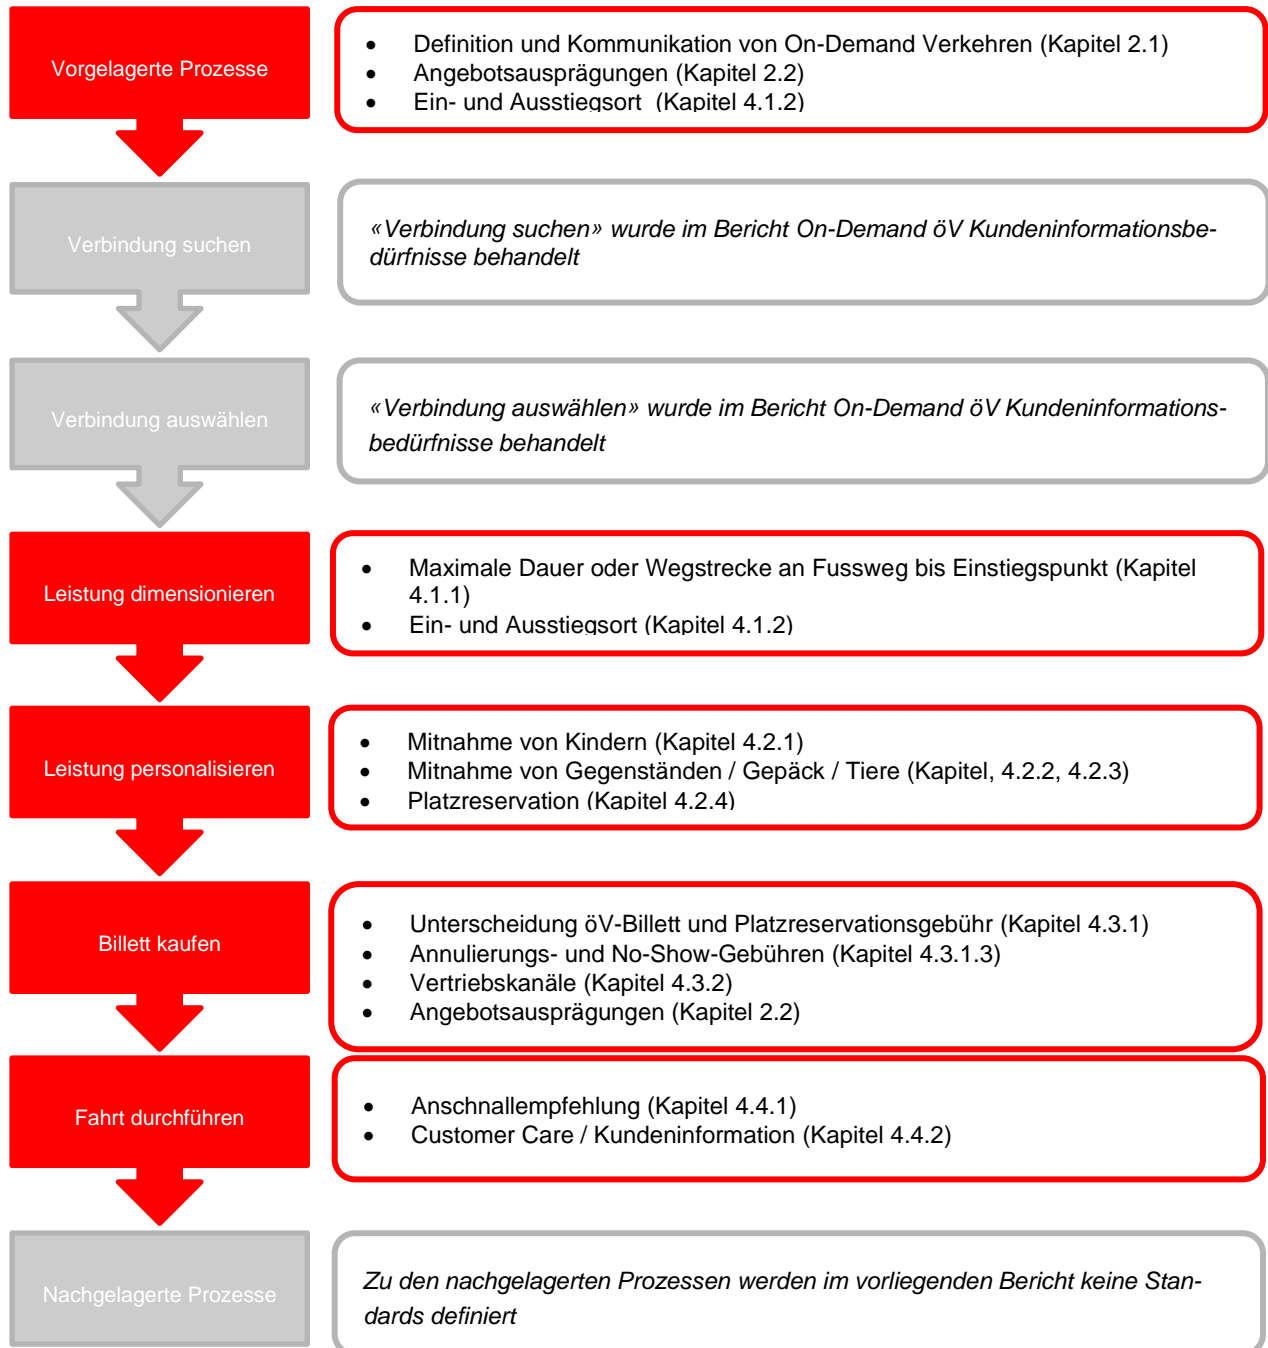 Vorgelagerte Prozesse
• Definition und Kommunikation von On-Demand Verkehren (Kapitel 2.1)
• Angebotsausprägungen (Kapitel 2.2)
• Ein- und Ausstiegsort (Kapitel 4.1.2)
Verbindung suchen
«Verbindung suchen» wurde im Bericht On-Demand öV Kundeninformationsbe-
dürfnisse behandelt
Verbindung auswählen
«Verbindung auswählen» wurde im Bericht On-Demand öV Kundeninformations-
bedürfnisse behandelt
Leistung dimensionieren
• Maximale Dauer oder Wegstrecke an Fussweg bis Einstiegspunkt (Kapitel
4.1.1)
• Ein- und Ausstiegsort (Kapitel 4.1.2)
Leistung personalisieren
• Mitnahme von Kindern (Kapitel 4.2.1)
• Mitnahme von Gegenständen / Gepäck / Tiere (Kapitel, 4.2.2, 4.2.3)
• Platzreservation (Kapitel 4.2.4)
Billett kaufen
• Unterscheidung öV-Billett und Platzreservationsgebühr (Kapitel 4.3.1)
• Annulierungs- und No-Show-Gebühren (Kapitel 4.3.1.3)
• Vertriebskanäle (Kapitel 4.3.2)
• Angebotsausprägungen (Kapitel 2.2)
Fahrt durchführen
• Anschnallempfehlung (Kapitel 4.4.1)
• Customer Care / Kundeninformation (Kapitel 4.4.2)
Nachgelagerte Prozesse
Zu den nachgelagerten Prozessen werden im vorliegenden Bericht keine Stan-
dards definiert